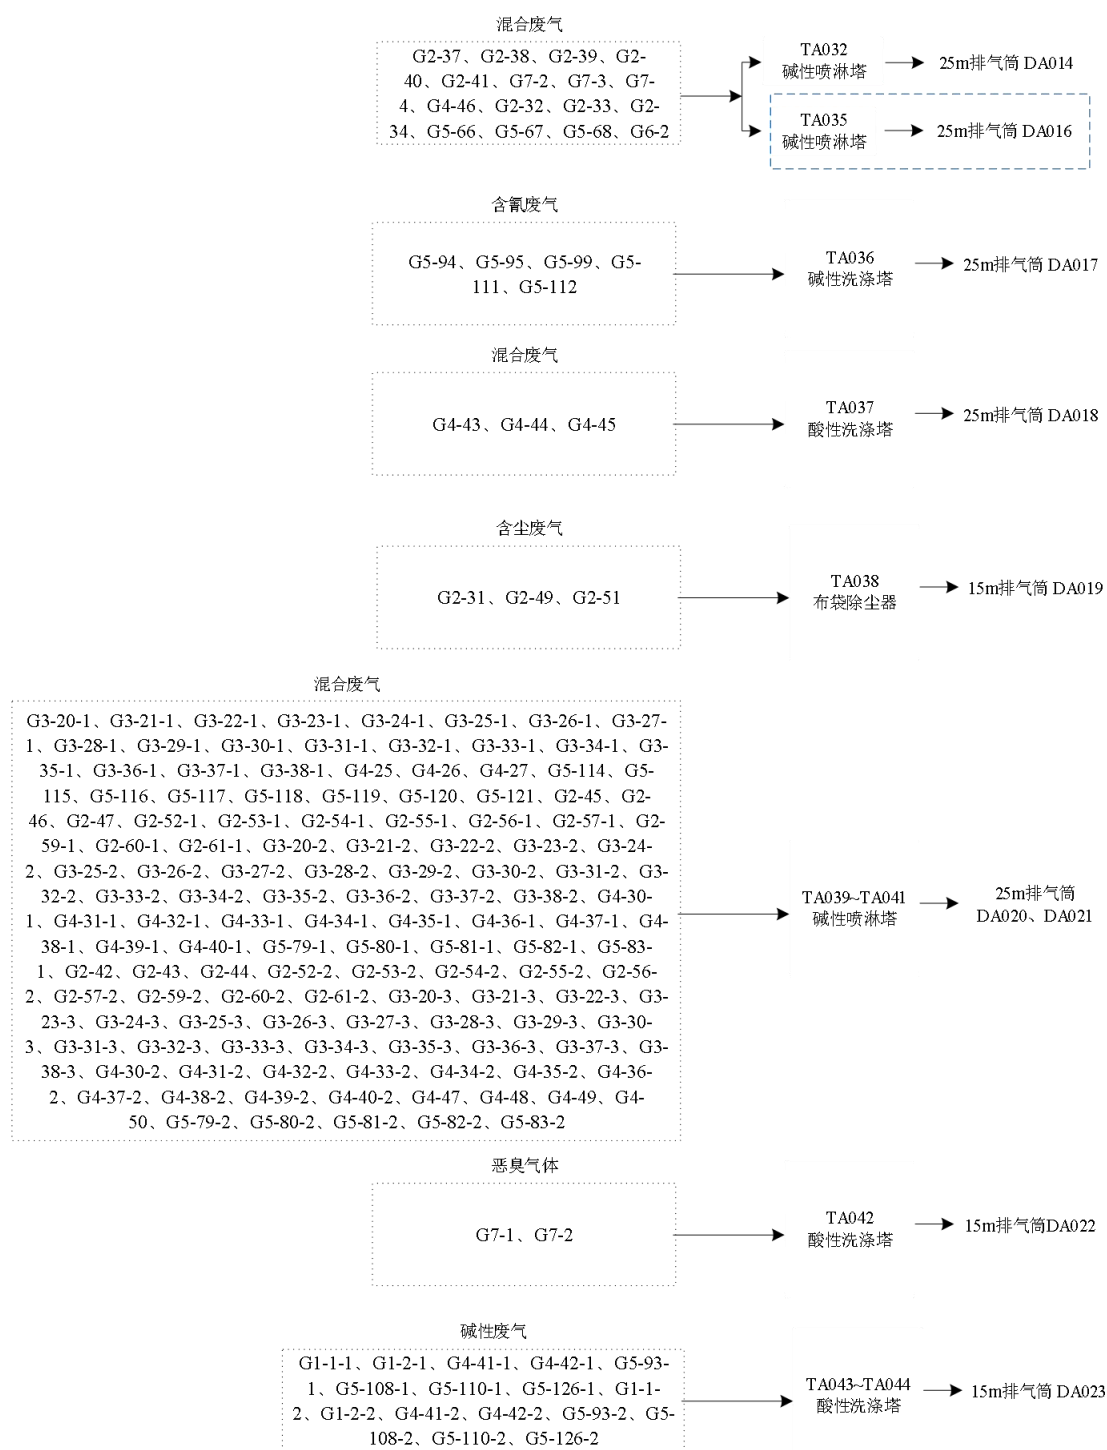 混合废气
G2-37、G2-38、G2-39、G2-
40、G2-41、G7-2、G7-3、G7-
4、G4-46、G2-32、G2-33、G2-
34、G5-66、G5-67、G5-68、G6-2
TA032
碱性喷淋塔
25m排气筒 DA014
TA035
碱性喷淋塔
25m排气筒 DA016
含氰废气
G5-94、G5-95、G5-99、G5-
111、G5-112
TA036
碱性洗涤塔
25m排气筒 DA017
混合废气
G4-43、G4-44、G4-45
TA037
酸性洗涤塔
25m排气筒 DA018
含尘废气
G2-31、G2-49、G2-51
TA038
布袋除尘器
15m排气筒 DA019
混合废气
G3-20-1、G3-21-1、G3-22-1、G3-23-1、G3-24-1、G3-25-1、G3-26-1、G3-27-
1、G3-28-1、G3-29-1、G3-30-1、G3-31-1、G3-32-1、G3-33-1、G3-34-1、G3-
35-1、G3-36-1、G3-37-1、G3-38-1、G4-25、G4-26、G4-27、G5-114、G5-
115、G5-116、G5-117、G5-118、G5-119、G5-120、G5-121、G2-45、G2-
46、G2-47、G2-52-1、G2-53-1、G2-54-1、G2-55-1、G2-56-1、G2-57-1、G2-
59-1、G2-60-1、G2-61-1、G3-20-2、G3-21-2、G3-22-2、G3-23-2、G3-24-
2、G3-25-2、G3-26-2、G3-27-2、G3-28-2、G3-29-2、G3-30-2、G3-31-2、G3-
32-2、G3-33-2、G3-34-2、G3-35-2、G3-36-2、G3-37-2、G3-38-2、G4-30-
1、G4-31-1、G4-32-1、G4-33-1、G4-34-1、G4-35-1、G4-36-1、G4-37-1、G4-
38-1、G4-39-1、G4-40-1、G5-79-1、G5-80-1、G5-81-1、G5-82-1、G5-83-
1、G2-42、G2-43、G2-44、G2-52-2、G2-53-2、G2-54-2、G2-55-2、G2-56-
2、G2-57-2、G2-59-2、G2-60-2、G2-61-2、G3-20-3、G3-21-3、G3-22-3、G3-
23-3、G3-24-3、G3-25-3、G3-26-3、G3-27-3、G3-28-3、G3-29-3、G3-30-
3、G3-31-3、G3-32-3、G3-33-3、G3-34-3、G3-35-3、G3-36-3、G3-37-3、G3-
38-3、G4-30-2、G4-31-2、G4-32-2、G4-33-2、G4-34-2、G4-35-2、G4-36-
2、G4-37-2、G4-38-2、G4-39-2、G4-40-2、G4-47、G4-48、G4-49、G4-
50、G5-79-2、G5-80-2、G5-81-2、G5-82-2、G5-83-2
TA039~TA041
碱性喷淋塔
25m排气筒
DA020、DA021
恶臭气体
G7-1、G7-2
TA042
酸性洗涤塔
15m排气筒DA022
碱性废气
G1-1-1、G1-2-1、G4-41-1、G4-42-1、G5-93-
1、G5-108-1、G5-110-1、G5-126-1、G1-1-
2、G1-2-2、G4-41-2、G4-42-2、G5-93-2、G5-
108-2、G5-110-2、G5-126-2
TA043~TA044
酸性洗涤塔
15m排气筒 DA023